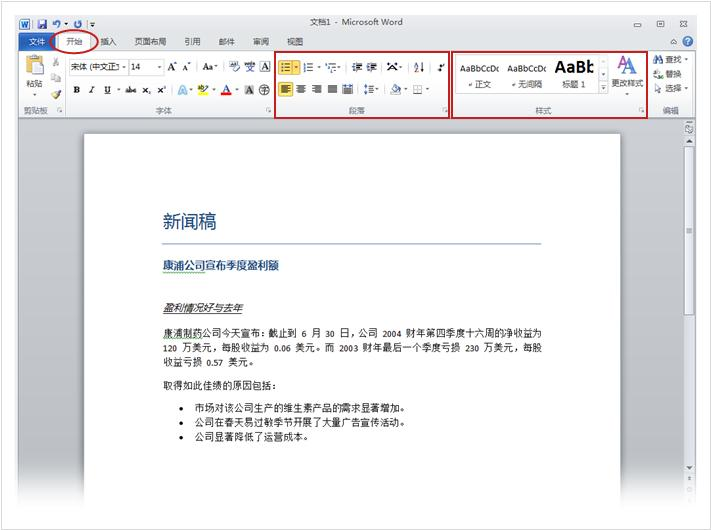 文档1 - Microsoft Word
文件 开始 插入 页面布局 引用 邮件 审阅 视图
宋体 (中文正 14 Aa
粘贴
B I U abc X₂ X² A ab A A 字
AaBbCcDc AaBbCcDc AaBb
正文 无间隔 标题 1
更改样式
查找
替换
选择
剪贴板 字体 段落 样式 编辑
新闻稿
康浦公司宣布季度盈利额
盈利情况好与去年
康浦制药公司今天宣布：截止到 6 月 30 日，公司 2004 财年第四季度十六周的净收益为
120 万美元，每股收益为 0.06 美元。而 2003 财年最后一个季度亏损 230 万美元，每股
收益亏损 0.57 美元。
取得如此佳绩的原因包括：
• 市场对该公司生产的维生素产品的需求显著增加。
• 公司在春天易过敏季节开展了大量广告宣传活动。
• 公司显著降低了运营成本。